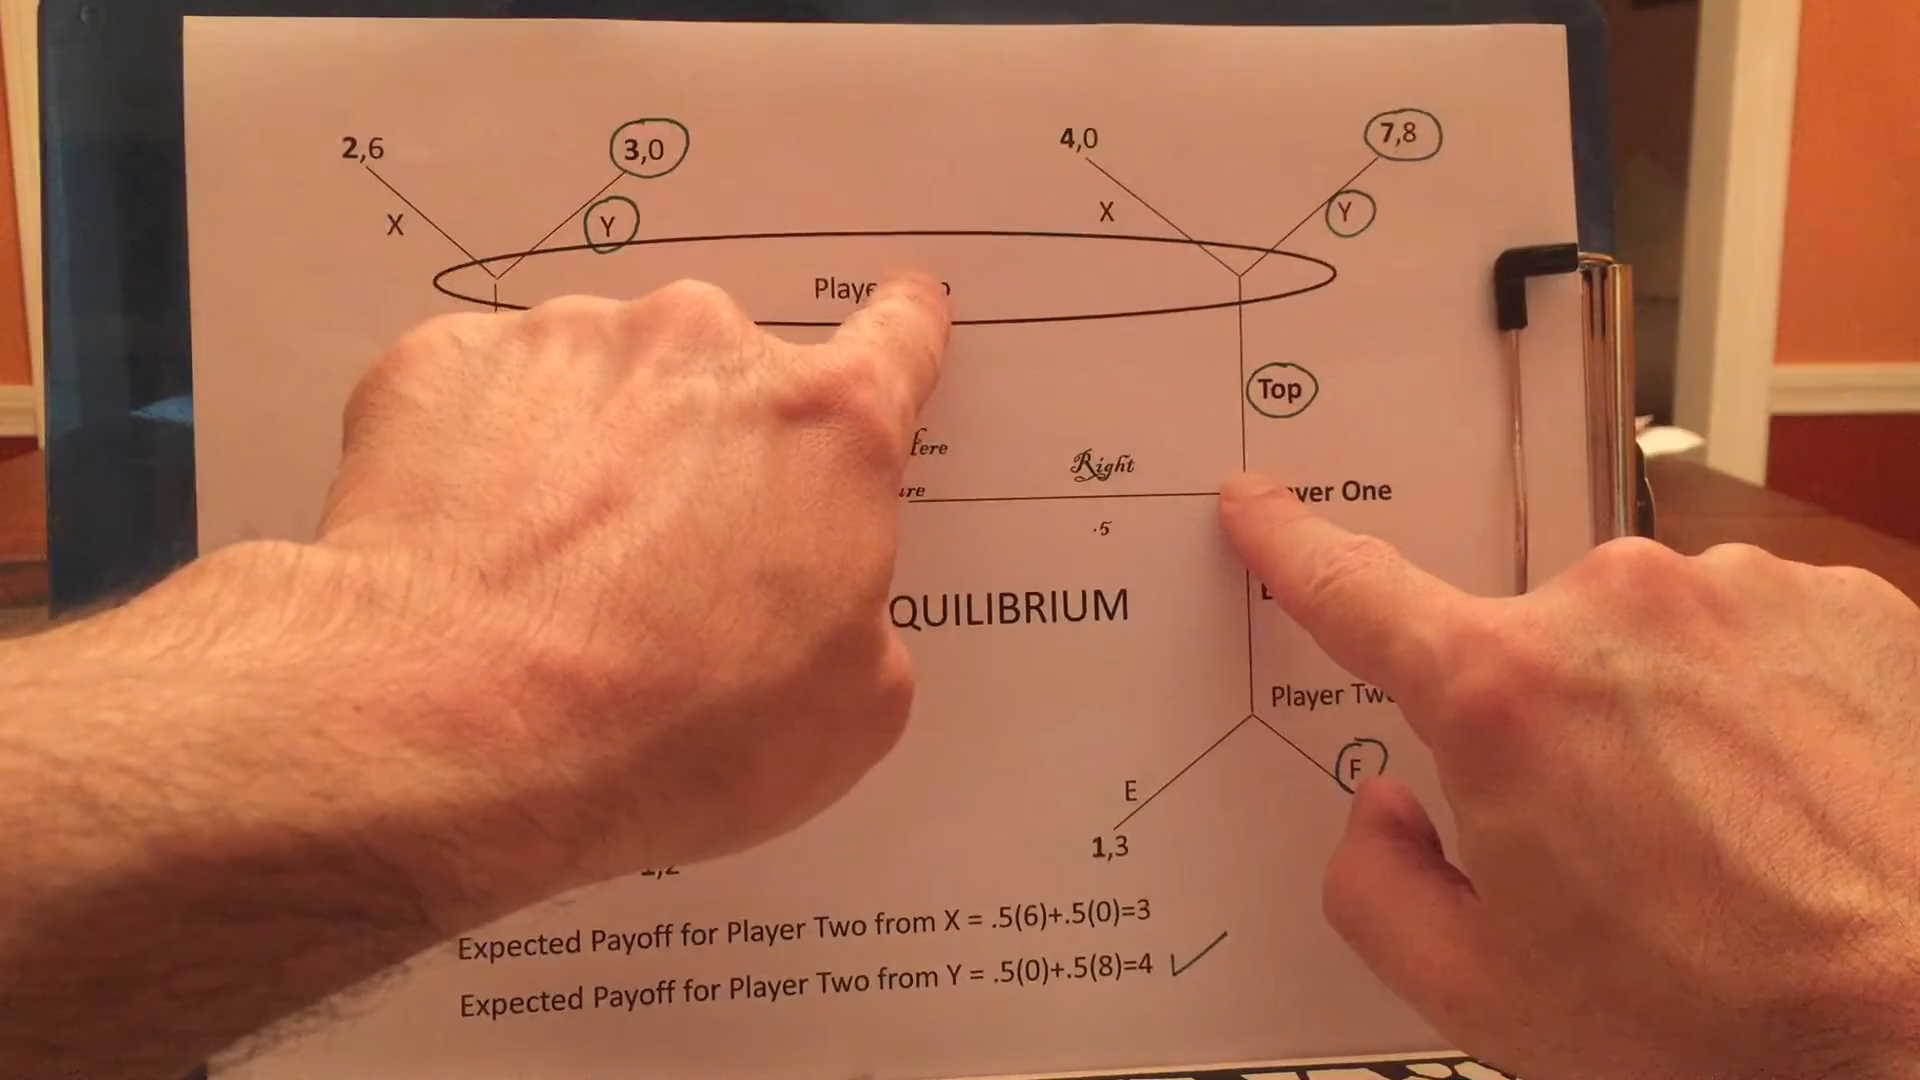 2,6
3,0
4,0
7,8
X
Y
X
Y
Top
Right
.5
One
QUILIBRIUM
Player
F
E
1,3
Expected Payoff for Player Two from X = .5(6)+.5(0)=3
Expected Payoff for Player Two from Y = .5(0)+.5(8)=4